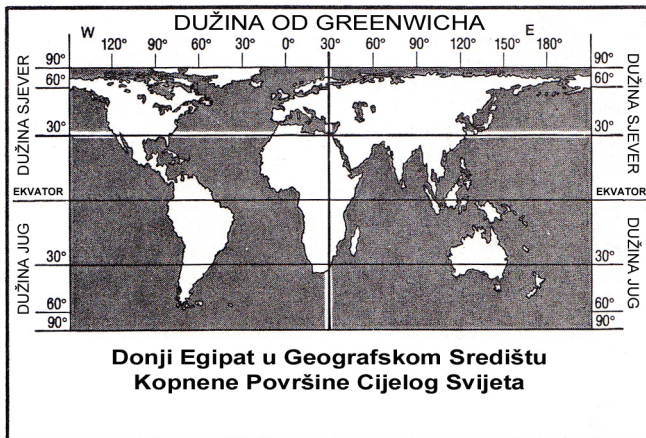 DUŽINA OD GREENWICHA
W E
120° 90° 60° 30° 0° 30° 60° 90° 120° 150° 180°
90° 90°
60° 60°
DUŽINA SJEVER DUŽINA SJEVER
30° 30°
EKVATOR EKVATOR
DUŽINA JUG DUŽINA JUG
30° 30°
60° 60°
90° 90°
Donji Egipat u Geografskom Središtu
Kopnene Površine Cijelog Svijeta